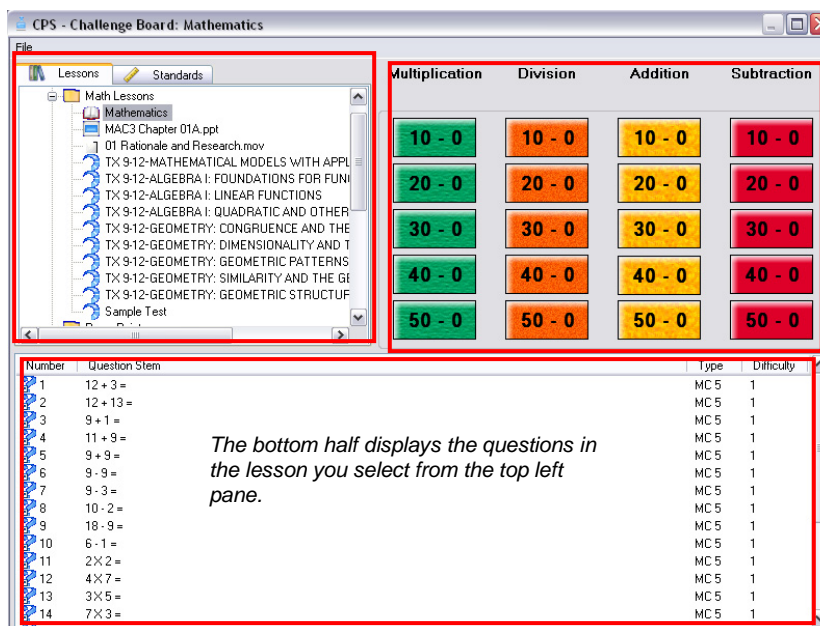 CPS - Challenge Board: Mathematics
File
Lessons
Standards
Math Lessons
Mathematics
MAC3 Chapter 01A.ppt
01 Rationale and Research.mov
TX 9-12-MATHEMATICAL MODELS WITH APPL
TX 9-12-ALGEBRA I: FOUNDATIONS FOR FUN
TX 9-12-ALGEBRA I: LINEAR FUNCTIONS
TX 9-12-ALGEBRA I: QUADRATIC AND OTHER
TX 9-12-GEOMETRY: CONGRUENCE AND THE
TX 9-12-GEOMETRY: DIMENSIONALITY AND T
TX 9-12-GEOMETRY: GEOMETRIC PATTERNS
TX 9-12-GEOMETRY: SIMILARITY AND THE GE
TX 9-12-GEOMETRY: GEOMETRIC STRUCTUF
Sample Test
Multiplication Division Addition Subtraction
10 - 0 10 - 0 10 - 0 10 - 0
20 - 0 20 - 0 20 - 0 20 - 0
30 - 0 30 - 0 30 - 0 30 - 0
40 - 0 40 - 0 40 - 0 40 - 0
50 - 0 50 - 0 50 - 0 50 - 0
Number Question Stem Type Difficulty
1 12 + 3 = MC 5 1
2 12 + 13 = MC 5 1
3 9 + 1 = MC 5 1
4 11 + 9 = MC 5 1
5 9 + 9 = MC 5 1
6 9 - 9 = MC 5 1
7 9 - 3 = MC 5 1
8 10 - 2 = MC 5 1
9 18 - 9 = MC 5 1
10 6 - 1 = MC 5 1
11 2 X 2 = MC 5 1
12 4 X 7 = MC 5 1
13 3 X 5 = MC 5 1
14 7 X 3 = MC 5 1
The bottom half displays the questions in
the lesson you select from the top left
pane.